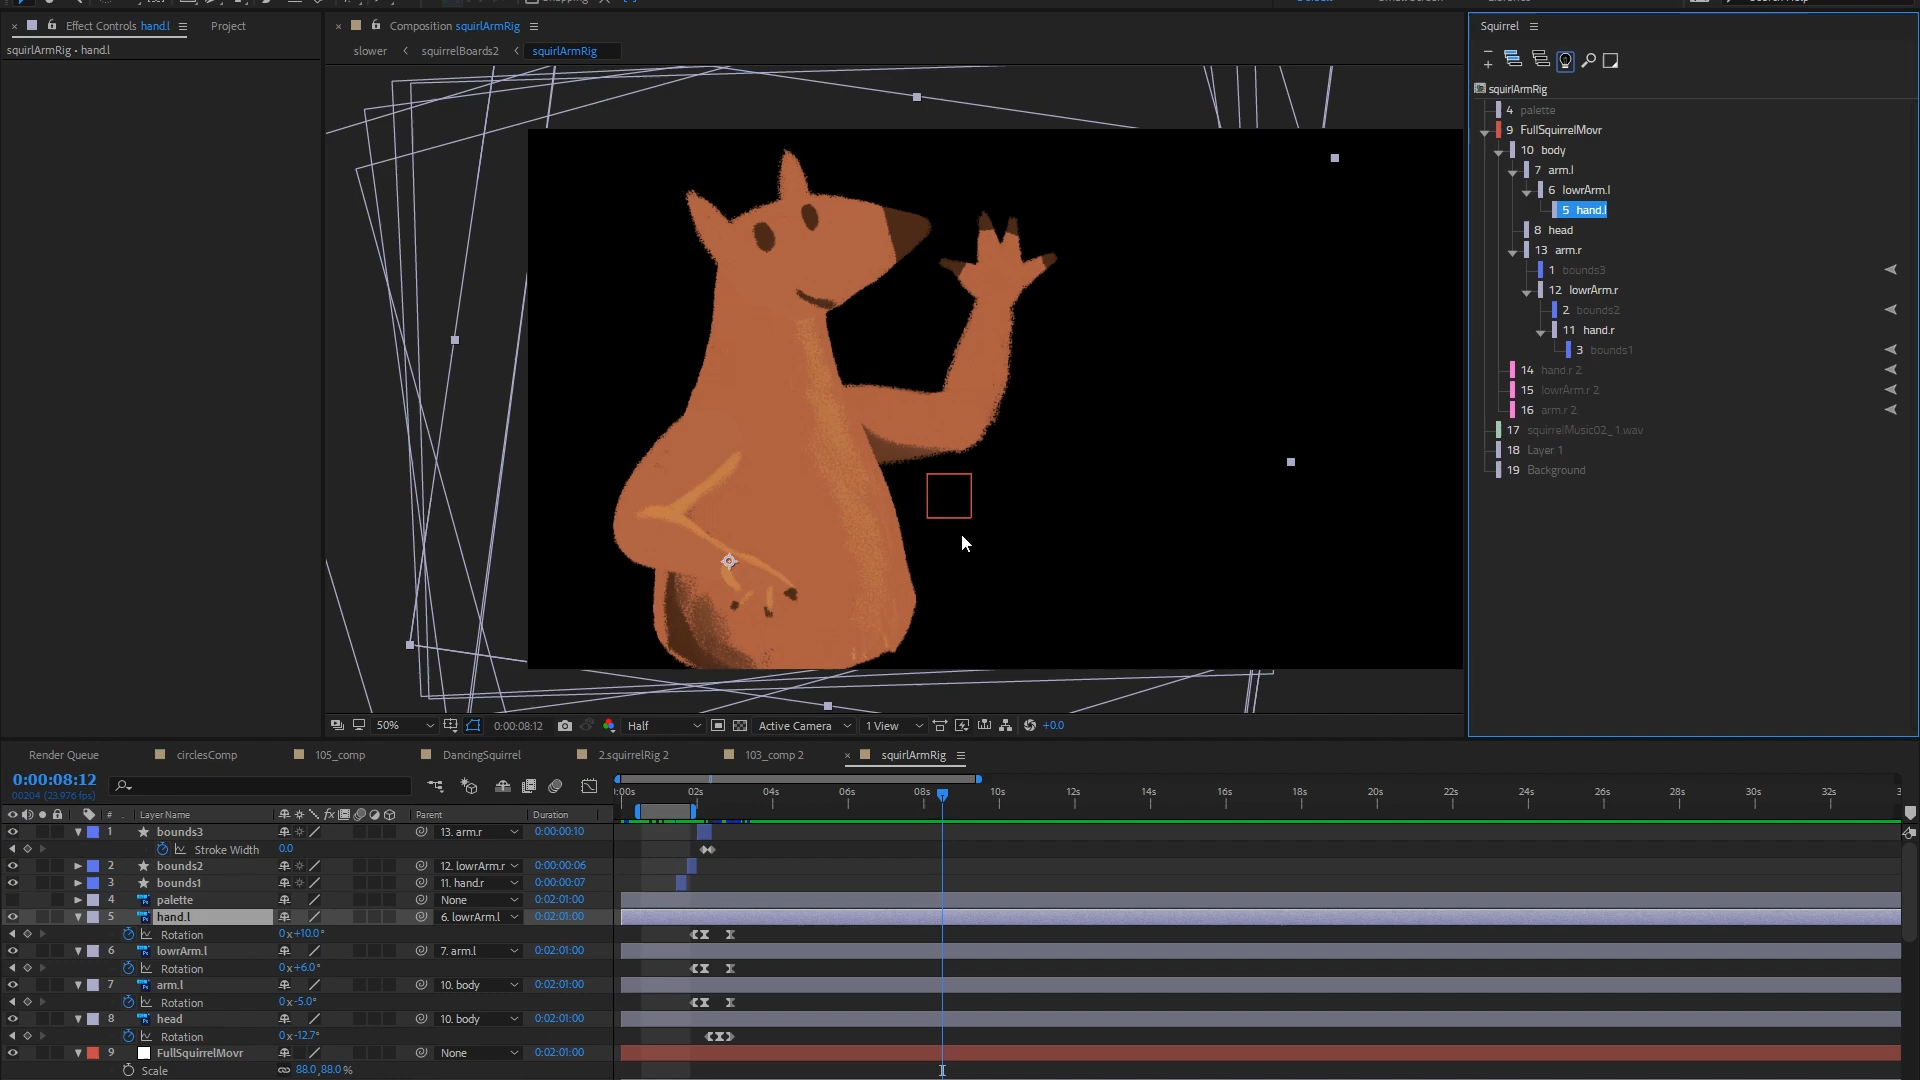 Effect Controls hand.l
Project
Composition squirlArmRig
Squirrel
squirlArmRig • hand.l
slower
squirrelBoards2
squirlArmRig
squirlArmRig
4 palette
9 FullSquirrelMovr
10 body
7 arm.l
6 lowrArm.l
5 hand.l
8 head
13 arm.r
1 bounds3
12 lowrArm.r
2 bounds2
11 hand.r
3 bounds1
14 hand.r 2
15 lowrArm.r 2
16 arm.r 2
17 squirrelMusic02_1.wav
18 Layer 1
19 Background
50%
0:00:08:12
Half
Active Camera
1 View
+0.0
Render Queue
circlesComp
105_comp
DancingSquirrel
2.squirrelRig 2
103_comp 2
squirlArmRig
0:00:08:12
00204 (23.976 fps)
:00s 02s 04s 06s 08s 10s 12s 14s 16s 18s 20s 22s 24s 26s 28s 30s 32s
# Layer Name
fx
Parent
Duration
1 bounds3 13. arm.r 0:00:00:10
Stroke Width 0.0
2 bounds2 12. lowrArm.r 0:00:00:06
3 bounds1 11. hand.r 0:00:00:07
4 palette None 0:02:01:00
5 hand.l 6. lowrArm.l 0:02:01:00
Rotation 0x+10.0°
6 lowrArm.l 7. arm.l 0:02:01:00
Rotation 0x+6.0°
7 arm.l 10. body 0:02:01:00
Rotation 0x-5.0°
8 head 10. body 0:02:01:00
Rotation 0x-12.7°
9 FullSquirrelMovr None 0:02:01:00
Scale 88.0,88.0%